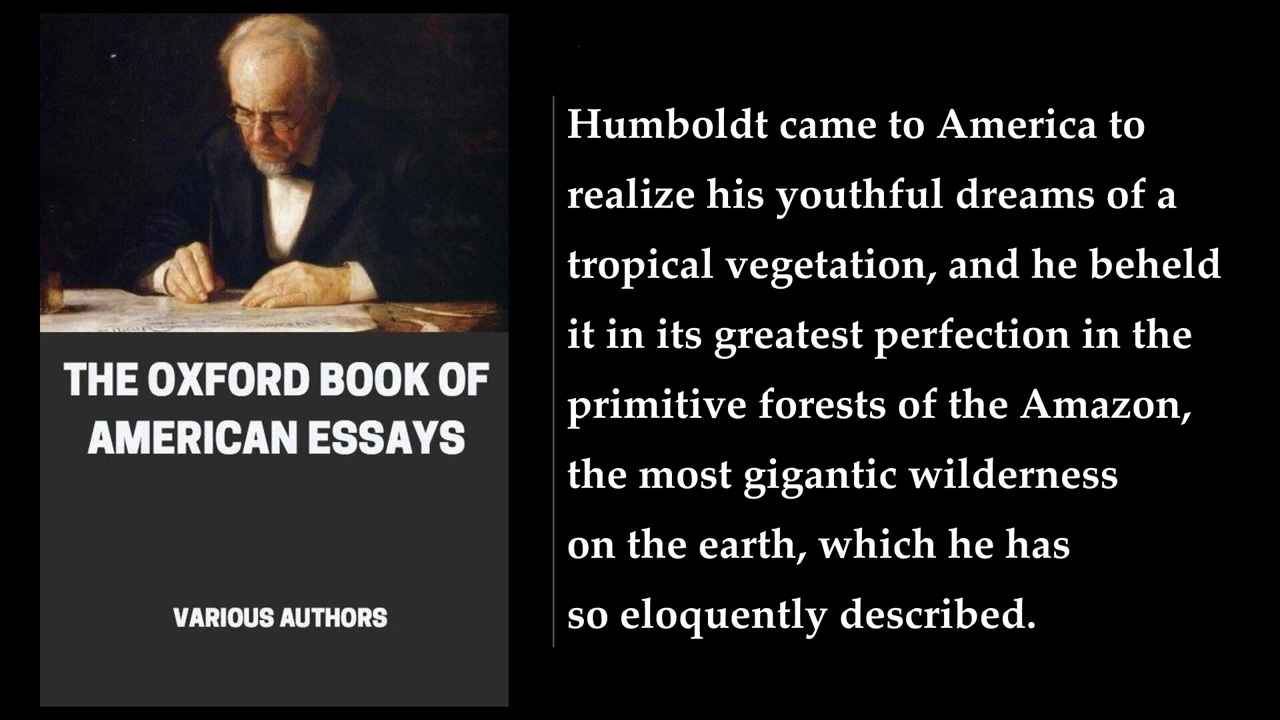 THE OXFORD BOOK OF
AMERICAN ESSAYS
VARIOUS AUTHORS
Humboldt came to America to
realize his youthful dreams of a
tropical vegetation, and he beheld
it in its greatest perfection in the
primitive forests of the Amazon,
the most gigantic wilderness
on the earth, which he has
so eloquently described.